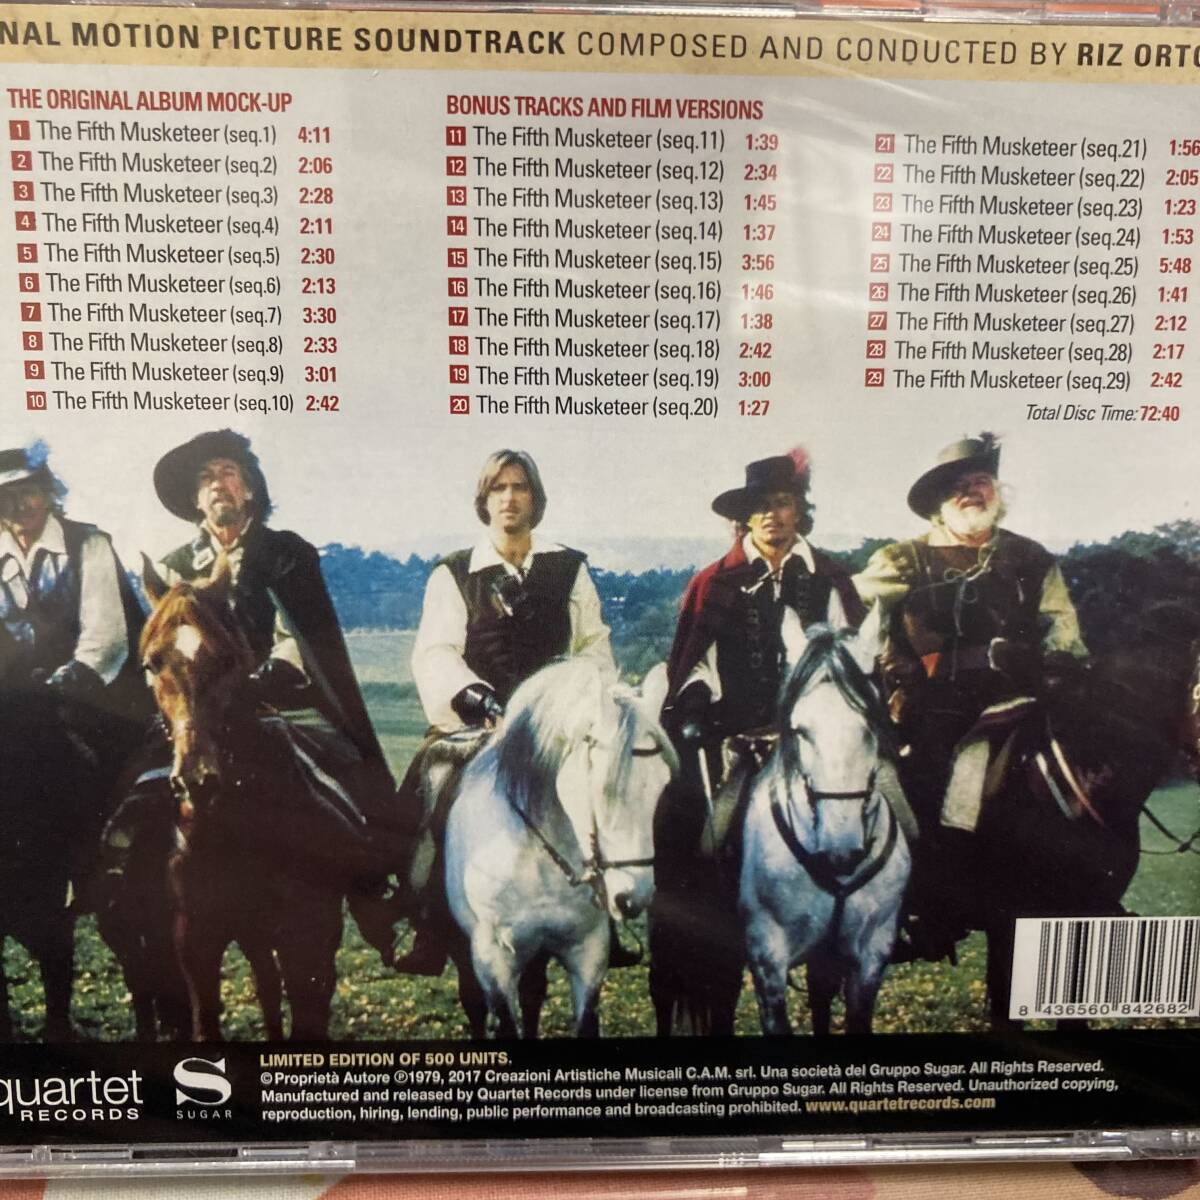 NAL MOTION PICTURE SOUNDTRACK COMPOSED AND CONDUCTED BY RIZ ORTO
THE ORIGINAL ALBUM MOCK-UP
1 The Fifth Musketeer (seq.1) 4:11
2 The Fifth Musketeer (seq.2) 2:06
3 The Fifth Musketeer (seq.3) 2:28
4 The Fifth Musketeer (seq.4) 2:11
5 The Fifth Musketeer (seq.5) 2:30
6 The Fifth Musketeer (seq.6) 2:13
7 The Fifth Musketeer (seq.7) 3:30
8 The Fifth Musketeer (seq.8) 2:33
9 The Fifth Musketeer (seq.9) 3:01
10 The Fifth Musketeer (seq.10) 2:42
BONUS TRACKS AND FILM VERSIONS
11 The Fifth Musketeer (seq.11) 1:39
12 The Fifth Musketeer (seq.12) 2:34
13 The Fifth Musketeer (seq.13) 1:45
14 The Fifth Musketeer (seq.14) 1:37
15 The Fifth Musketeer (seq.15) 3:56
16 The Fifth Musketeer (seq.16) 1:46
17 The Fifth Musketeer (seq.17) 1:38
18 The Fifth Musketeer (seq.18) 2:42
19 The Fifth Musketeer (seq.19) 3:00
20 The Fifth Musketeer (seq.20) 1:27
21 The Fifth Musketeer (seq.21) 1:56
22 The Fifth Musketeer (seq.22) 2:05
23 The Fifth Musketeer (seq.23) 1:23
24 The Fifth Musketeer (seq.24) 1:53
25 The Fifth Musketeer (seq.25) 5:48
26 The Fifth Musketeer (seq.26) 1:41
27 The Fifth Musketeer (seq.27) 2:12
28 The Fifth Musketeer (seq.28) 2:17
29 The Fifth Musketeer (seq.29) 2:42
Total Disc Time: 72:40
8 436560 842682
quartet
RECORDS
S
SUGAR
LIMITED EDITION OF 500 UNITS.
©Proprietà Autore ℗1979, 2017 Creazioni Artistiche Musicali C.A.M. srl. Una società del Gruppo Sugar. All Rights Reserved.
Manufactured and released by Quartet Records under license from Gruppo Sugar. All Rights Reserved. Unauthorized copying,
reproduction, hiring, lending, public performance and broadcasting prohibited. www.quartetrecords.com